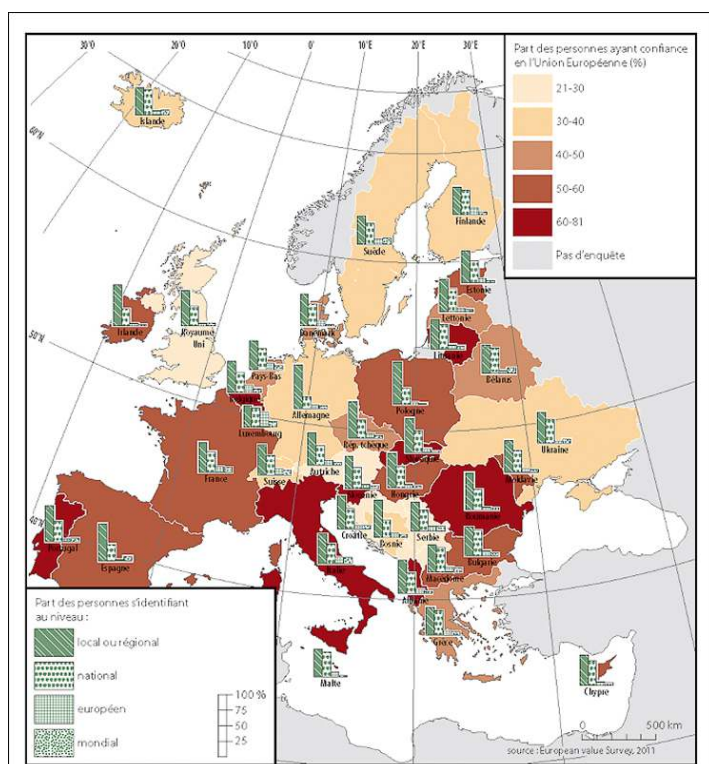 30°O
20°O
10°O
0°
10°E
20°E
30°E
60°N
50°N
40°N
Part des personnes ayant confiance
en l'Union Européenne (%)
21-30
30-40
40-50
50-60
60-81
Pas d'enquête
Islande
Suède
Finlande
Estonie
Lettonie
Lituanie
Bélarus
Irlande
Royaume
Uni
Danemark
Pays-Bas
Belgique
Luxembourg
Allemagne
Pologne
Rép. tchèque
Slovaquie
Ukraine
Moldavie
France
Suisse
Autriche
Slovénie
Hongrie
Roumanie
Croatie
Bosnie
Serbie
Bulgarie
Portugal
Espagne
Italie
Albanie
Macédoine
Grèce
Malte
Chypre
Part des personnes s'identifiant
au niveau :
local ou régional
national
européen
mondial
100 %
75
50
25
0 500 km
source : European value Survey, 2011